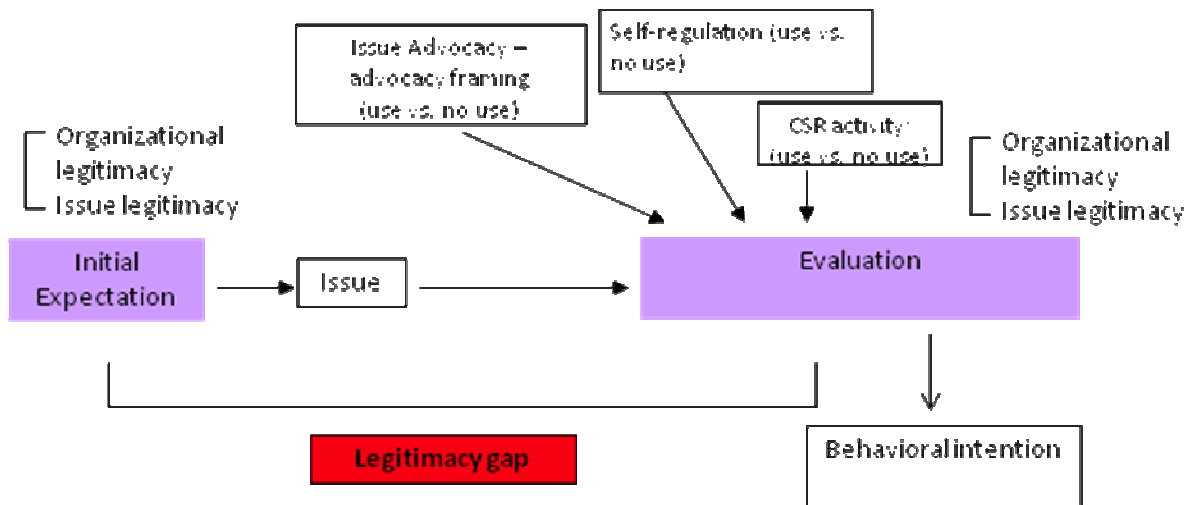 Issue Advocacy –
advocacy framing
(use vs. no use)
Self-regulation (use vs.
no use)
CSR activity
(use vs. no use)
Organizational
legitimacy
Issue legitimacy
Organizational
legitimacy
Issue legitimacy
Initial
Expectation
Issue
Evaluation
Legitimacy gap
Behavioral intention